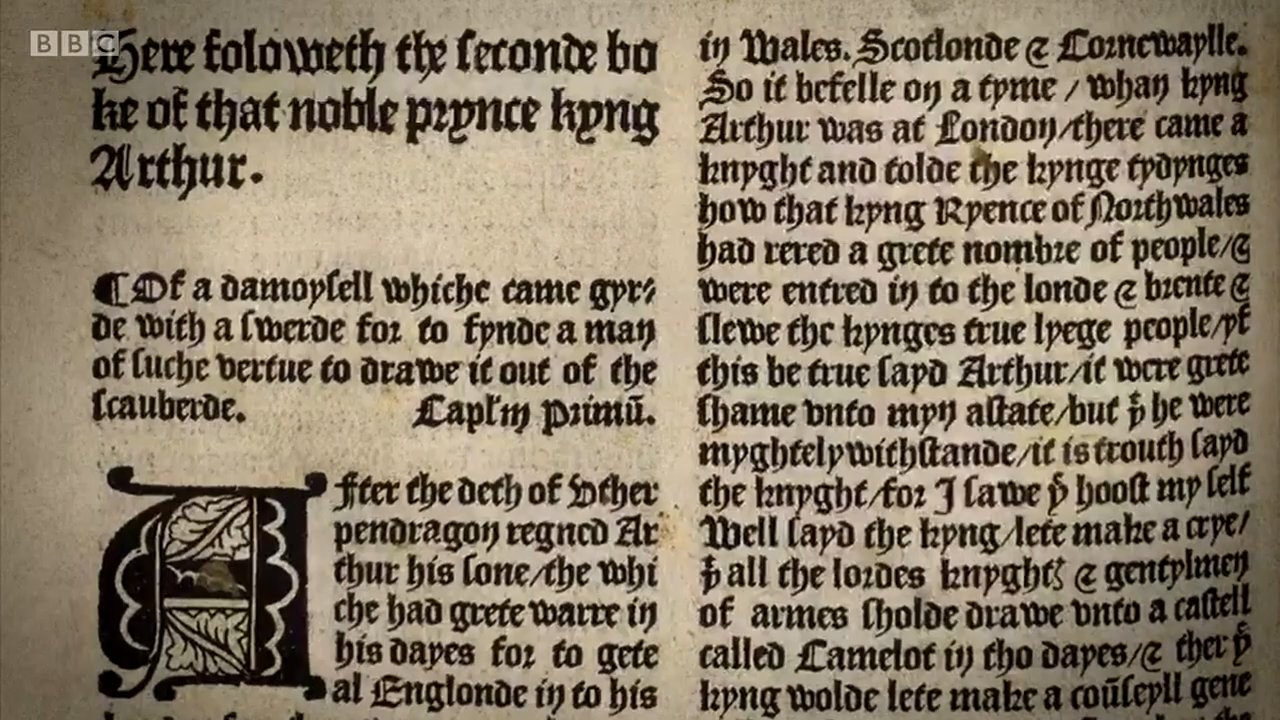 BBC
Here foloweth the seconde bo
ke of that noble prynce kyng
Arthur.
¶Of a damoysell whiche came gyr⸗
de with a swerde for to fynde a man
of suche vertue to drawe it out of the
scauberde. Capl'm primū.
After the deth of Vther
pendragon regned Ar
thur his sone/the whi
che had grete warre in
his dayes for to gete
al Englonde in to his
in Wales. Scotlonde & Cornewaylle.
So it befelle on a tyme / whan kyng
Arthur was at London/there came a
knyght and tolde the kynge tydynges
how that kyng Ryence of Northwales
had rered a grete nombre of people/&
were entred in to the londe & brente &
slewe the kynges true lyege people/yf
this be true sayd Arthur/it were grete
shame vnto myn astate/but þt he were
myghtely withstande/it is trouth sayd
the knyght/for I sawe þe hoost my self
Well sayd the kyng/lete make a crye/
þt all the lordes knyghtꝭ & gentylmen
of armes sholde drawe vnto a castell
called Camelot in tho dayes/& ther þe
kyng wolde lete make a coūseyll gene